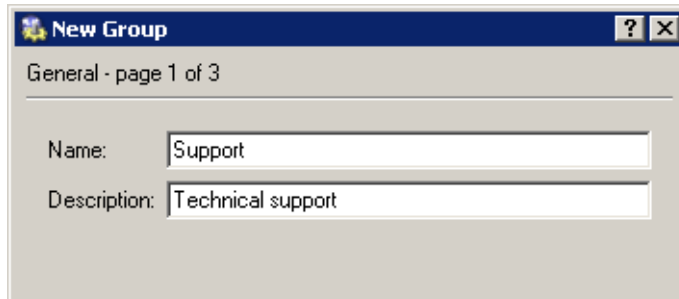 New Group
General - page 1 of 3
Name: Support
Description: Technical support